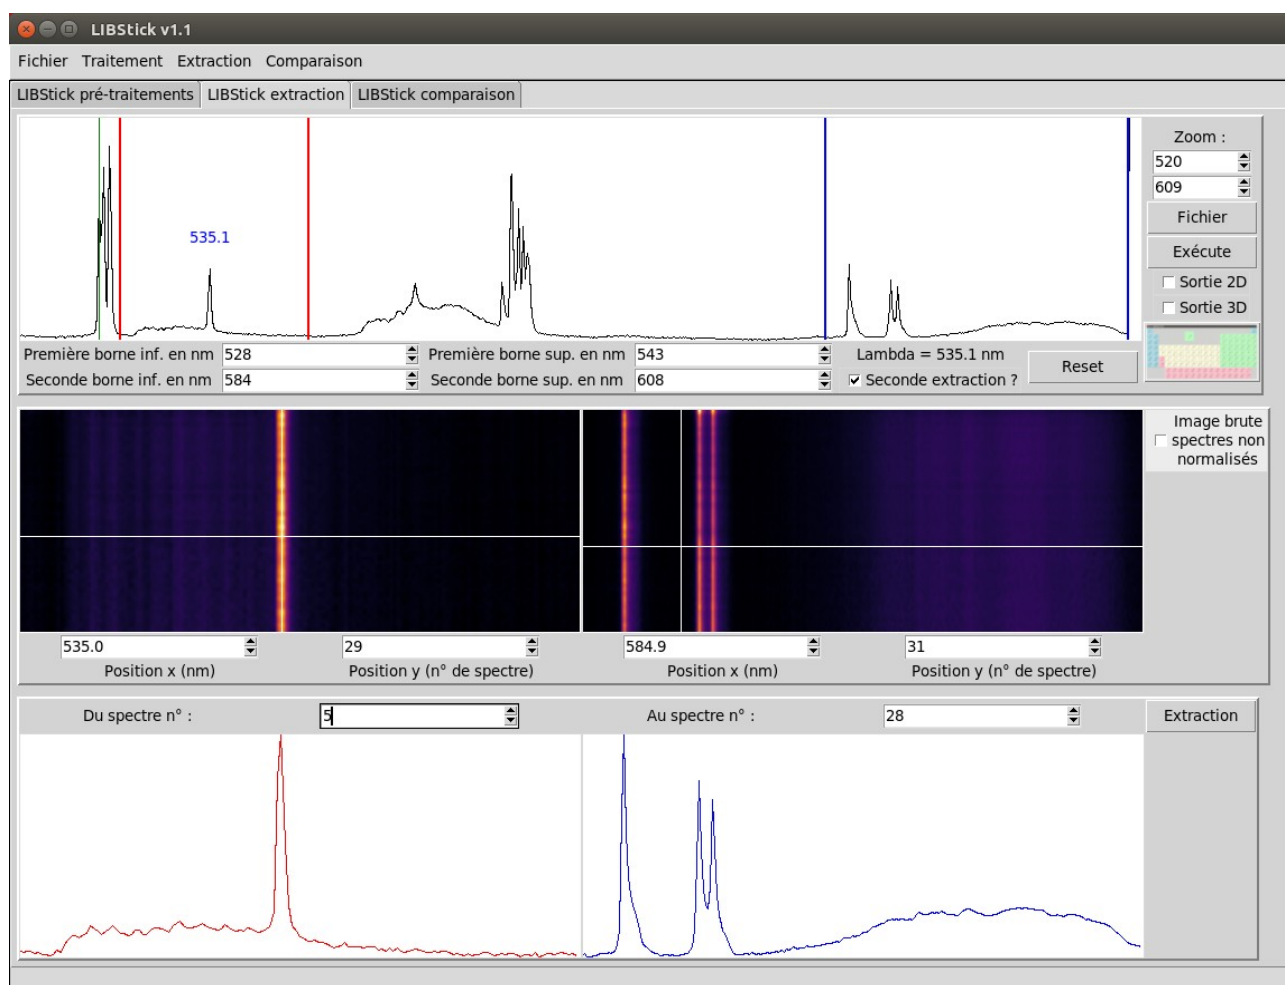 LIBStick v1.1
Fichier Traitement Extraction Comparaison
LIBStick pré-traitements LIBStick extraction LIBStick comparaison
535.1
Zoom :
520
609
Fichier
Exécute
Sortie 2D
Sortie 3D
Première borne inf. en nm 528 Première borne sup. en nm 543 Lambda = 535.1 nm
Seconde borne inf. en nm 584 Seconde borne sup. en nm 608 Seconde extraction ? Reset
Image brute
spectres non
normalisés
535.0 29 584.9 31
Position x (nm) Position y (n° de spectre) Position x (nm) Position y (n° de spectre)
Du spectre n° : 5 Au spectre n° : 28 Extraction